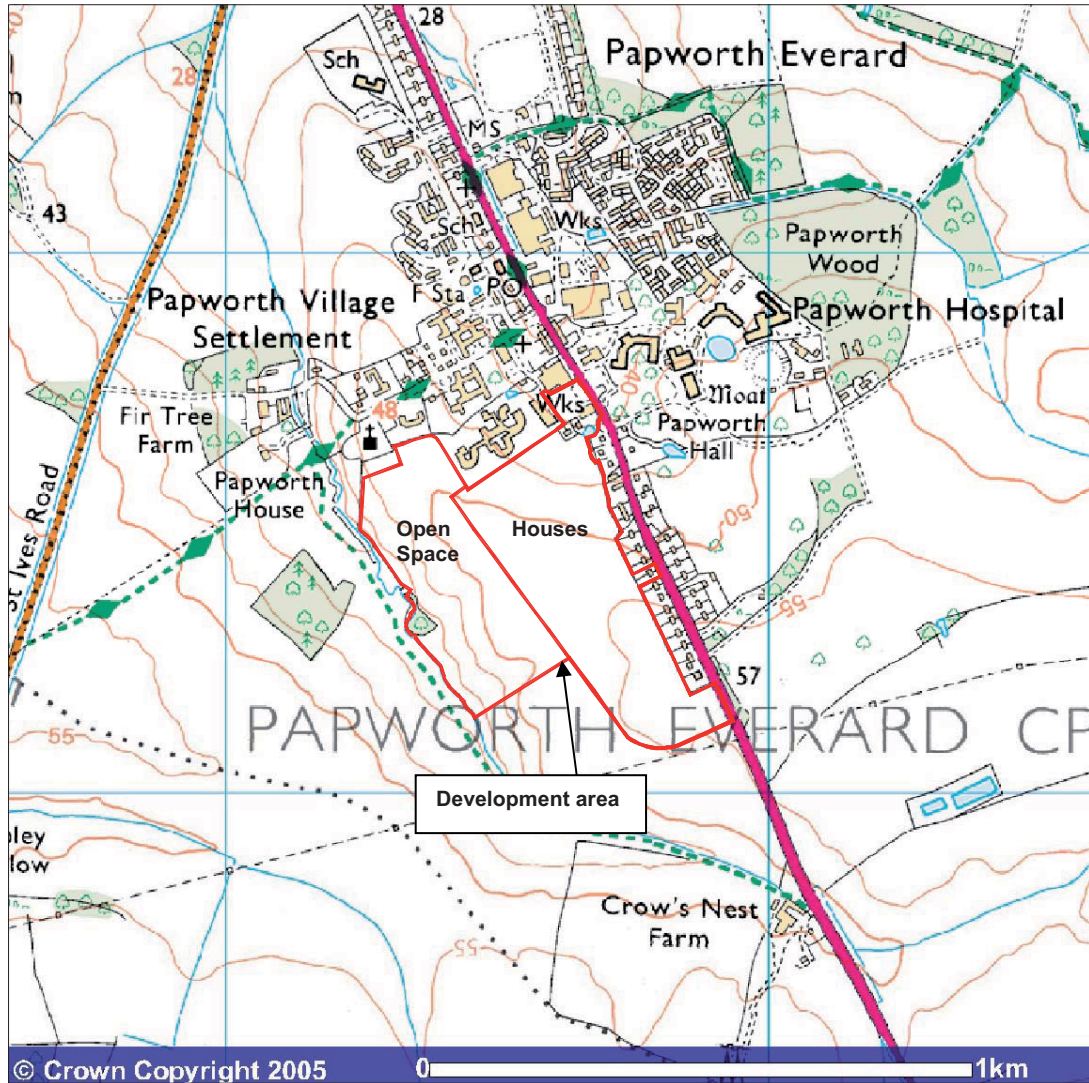 28
Sch
Papworth Everard
28
MS
43
Sch
Wks
Papworth
Wood
F Sta
PO
Papworth Village
Settlement
Papworth Hospital
40
48
Wks
Moat
Papworth
Hall
Fir Tree
Farm
Papworth
House
50
Open
Space
Houses
St Ives Road
55
57
PAPWORTH EVERARD CP
55
Development area
Crow's Nest
Farm
55
© Crown Copyright 2005
0
1km